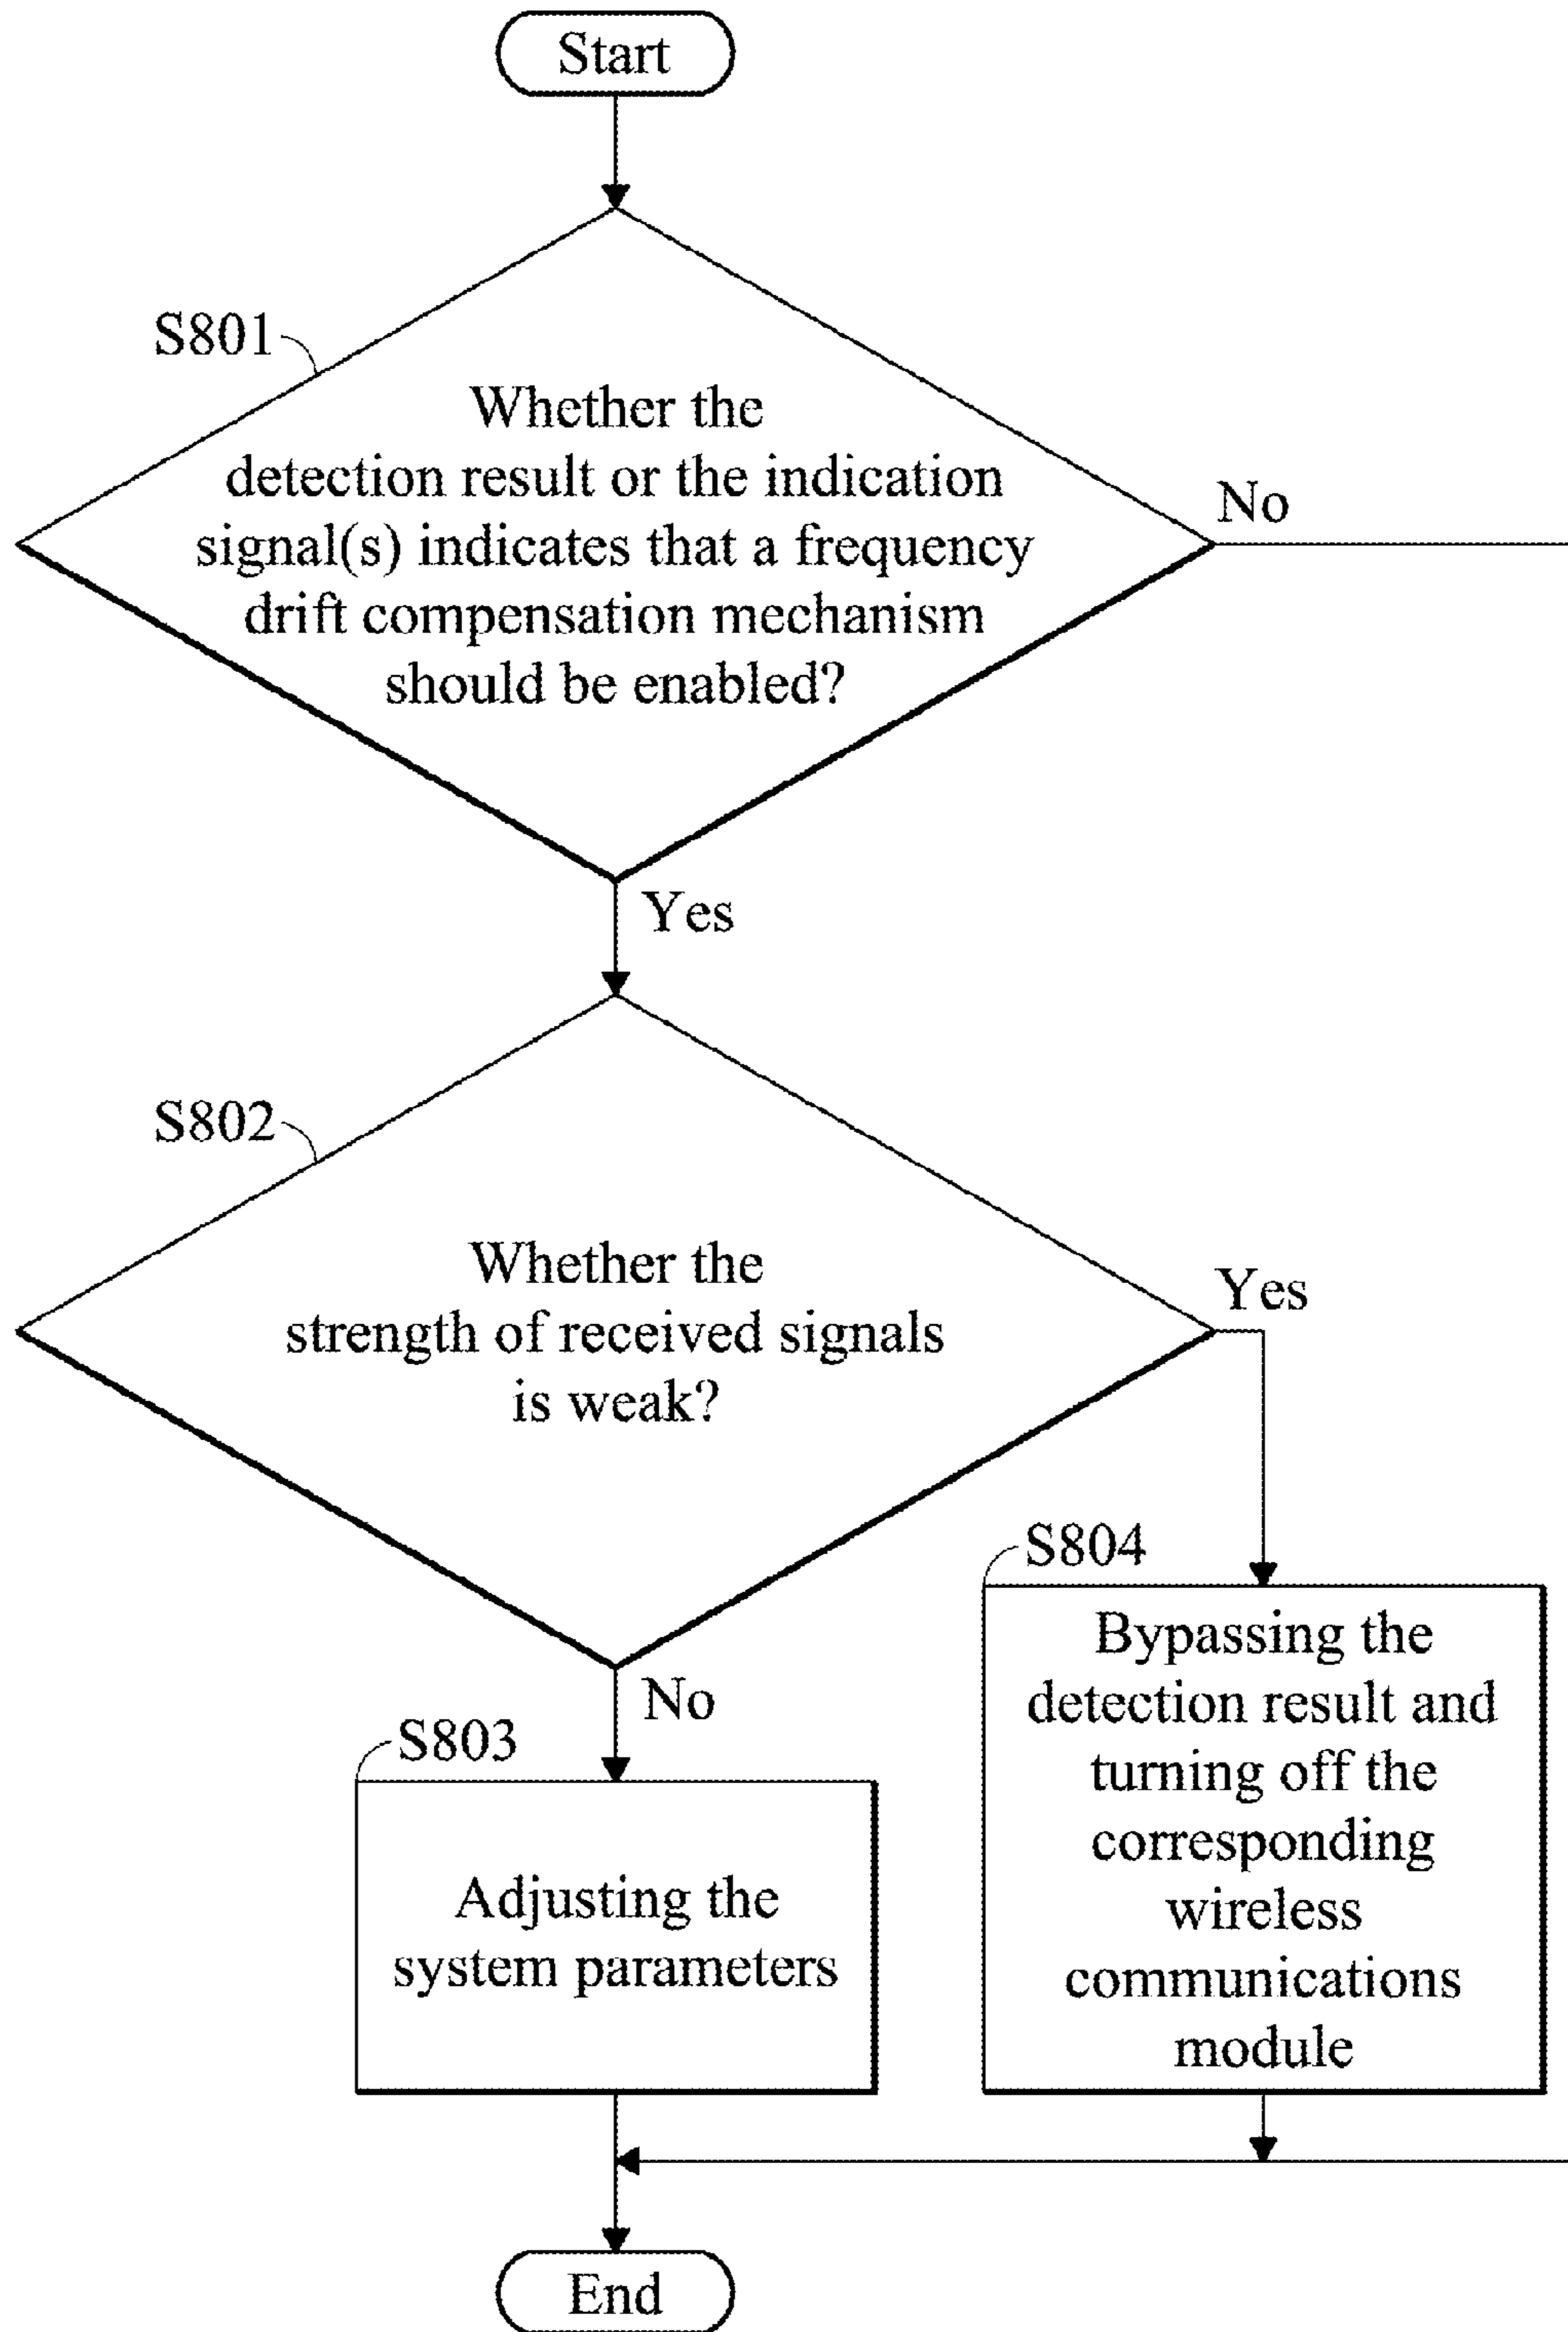 Start
S801
Whether the
detection result or the indication
signal(s) indicates that a frequency
drift compensation mechanism
should be enabled?
No
Yes
S802
Whether the
strength of received signals
is weak?
Yes
No
S803
Adjusting the
system parameters
S804
Bypassing the
detection result and
turning off the
corresponding
wireless
communications
module
End